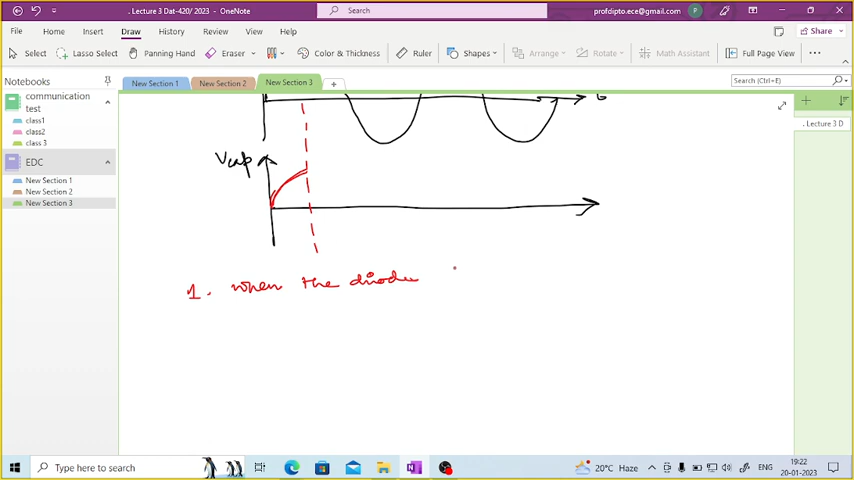 . Lecture 3 Dat-420/ 2023 - OneNote
Search
profdipto.ece@gmail.com
P
File
Home
Insert
Draw
History
Review
View
Help
Share
Select
Lasso Select
Panning Hand
Eraser
Color & Thickness
Ruler
Shapes
Arrange
Rotate
Math Assistant
Full Page View
Notebooks
New Section 1
New Section 2
New Section 3
Search (Ctrl+E)
communication
test
class1
class2
class 3
EDC
New Section 1
New Section 2
New Section 3
. Lecture 3 D
Vcap
1. when the diode
Type here to search
20°C Haze
ENG
19:22
20-01-2023